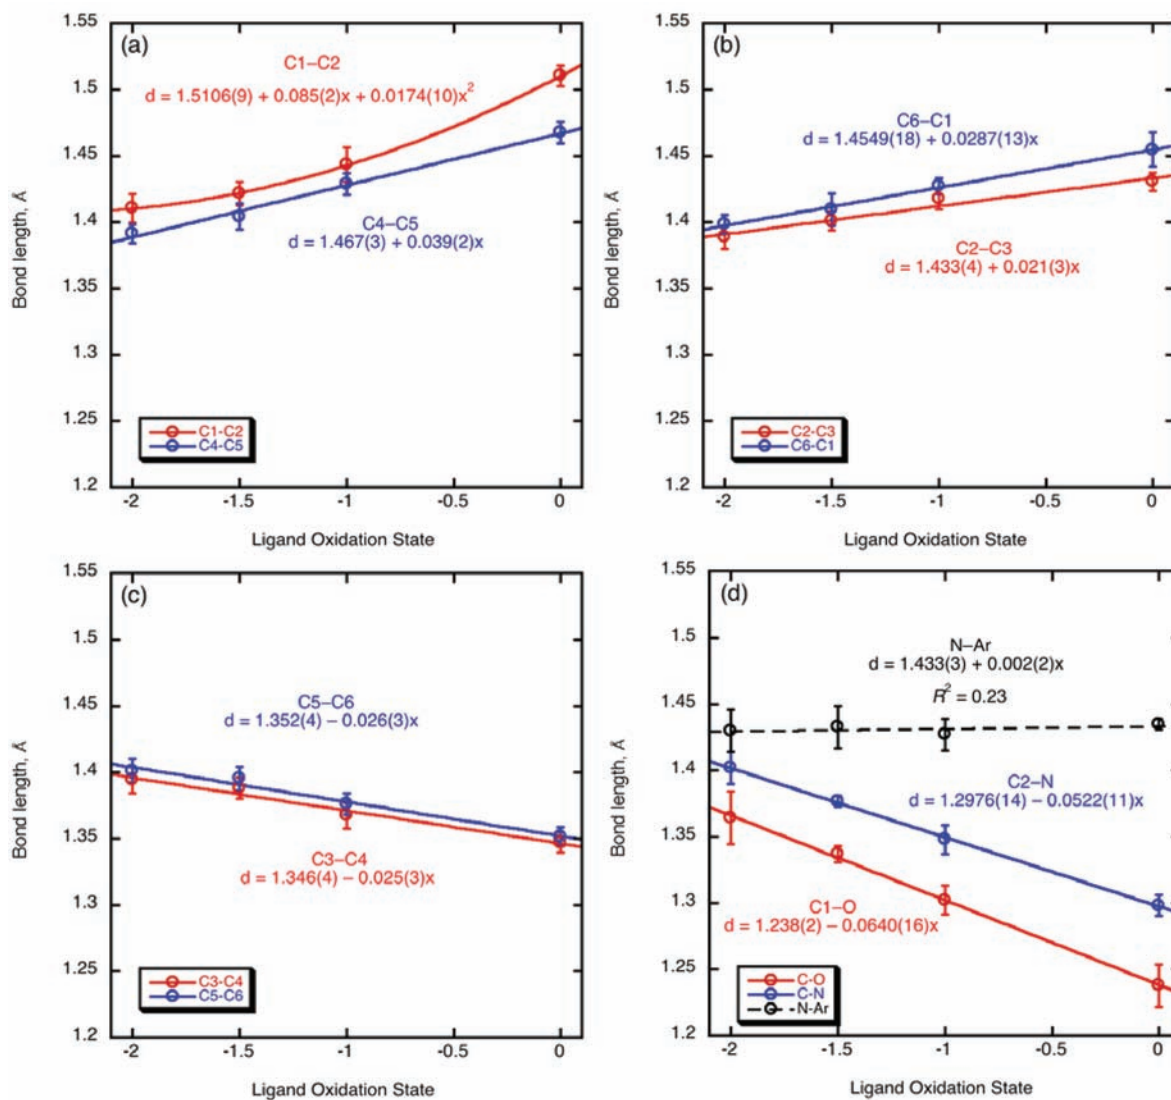 (a)
1.55
1.5
1.45
1.4
1.35
1.3
1.25
1.2
Bond length, Å
C1–C2
d = 1.5106(9) + 0.085(2)x + 0.0174(10)x²
C4–C5
d = 1.467(3) + 0.039(2)x
C1-C2
C4-C5
-2 -1.5 -1 -0.5 0
Ligand Oxidation State
(b)
1.55
1.5
1.45
1.4
1.35
1.3
1.25
1.2
Bond length, Å
C6–C1
d = 1.4549(18) + 0.0287(13)x
C2–C3
d = 1.433(4) + 0.021(3)x
C2-C3
C6-C1
-2 -1.5 -1 -0.5 0
Ligand Oxidation State
(c)
1.55
1.5
1.45
1.4
1.35
1.3
1.25
1.2
Bond length, Å
C5–C6
d = 1.352(4) − 0.026(3)x
C3–C4
d = 1.346(4) − 0.025(3)x
C3-C4
C5-C6
-2 -1.5 -1 -0.5 0
Ligand Oxidation State
(d)
1.55
1.5
1.45
1.4
1.35
1.3
1.25
1.2
Bond length, Å
N–Ar
d = 1.433(3) + 0.002(2)x
R² = 0.23
C2–N
d = 1.2976(14) − 0.0522(11)x
C1–O
d = 1.238(2) − 0.0640(16)x
C-O
C-N
N-Ar
-2 -1.5 -1 -0.5 0
Ligand Oxidation State